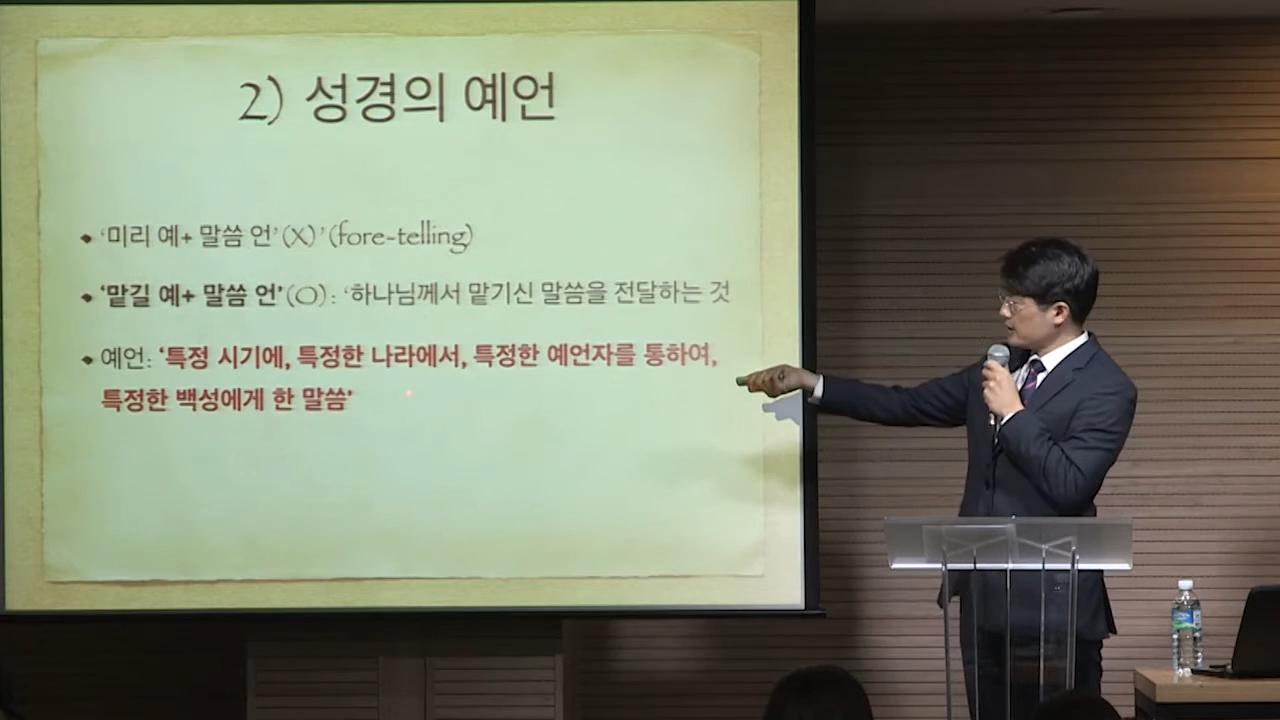 2) 성경의 예언
‘미리 예+ 말씀 언’(X)’(fore-telling)
‘맡길 예+ 말씀 언’(O): ‘하나님께서 맡기신 말씀을 전달하는 것
예언: ‘특정 시기에, 특정한 나라에서, 특정한 예언자를 통하여,
특정한 백성에게 한 말씀’